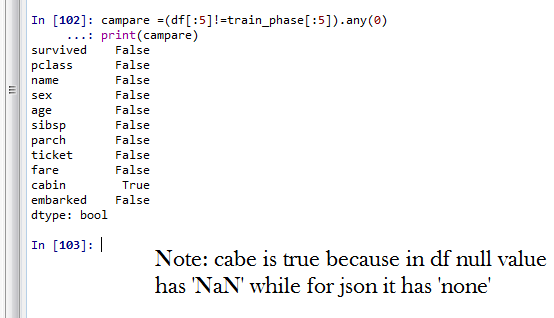 In [102]: campare =(df[:5]!=train_phase[:5]).any(0)
     ...: print(campare)
survived    False
pclass      False
name        False
sex         False
age         False
sibsp       False
parch       False
ticket      False
fare        False
cabin        True
embarked    False
dtype: bool
In [103]:
Note: cabe is true because in df null value
has 'NaN' while for json it has 'none'